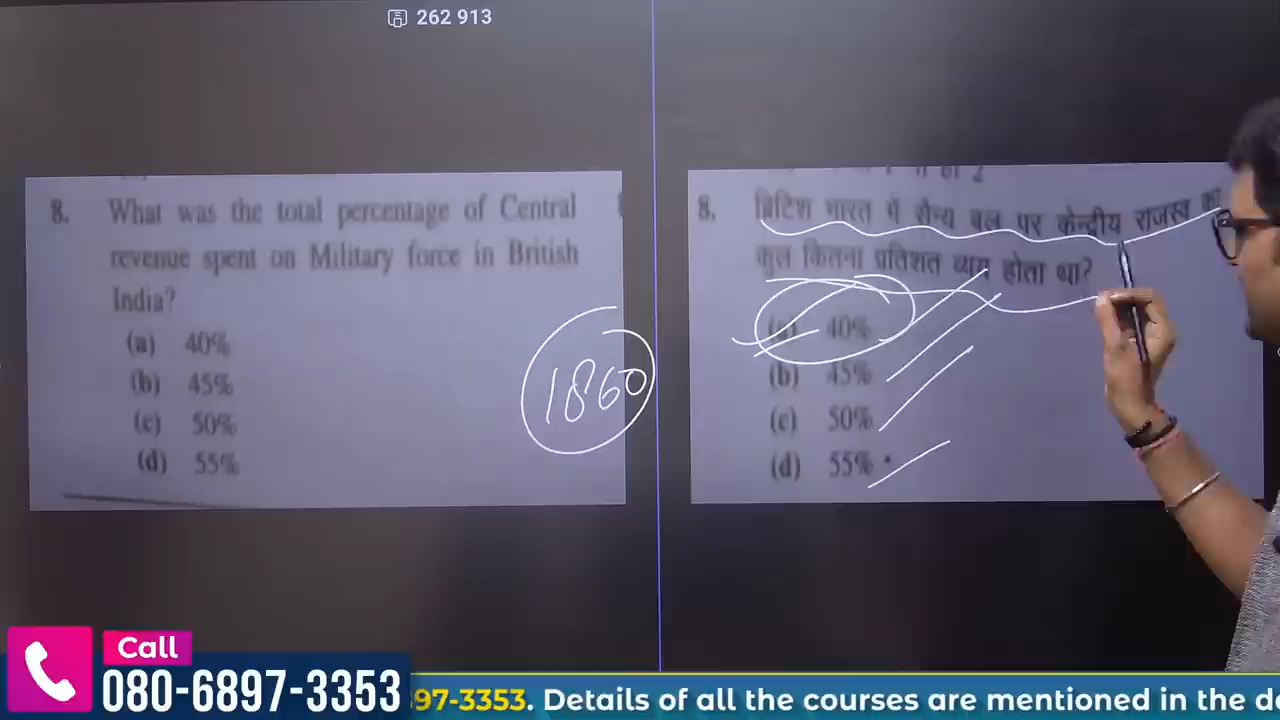 262 913
8. What was the total percentage of Central
revenue spent on Military force in British
India?
(a) 40%
(b) 45%
(c) 50%
(d) 55%
1860
8. ब्रिटिश भारत में सैन्य बल पर केन्द्रीय राजस्व का
कुल कितना प्रतिशत व्यय होता था?
(a) 40%
(b) 45%
(c) 50%
(d) 55%
Call
080-6897-3353
97-3353. Details of all the courses are mentioned in the